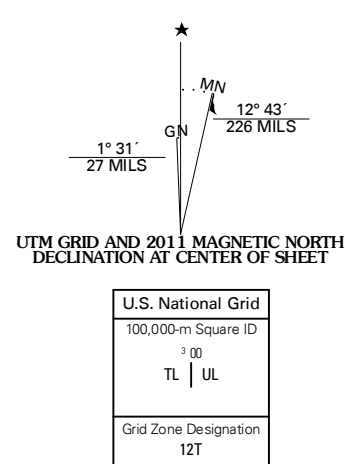 ★
MN
GN
12° 43´
226 MILS
1° 31´
27 MILS
UTM GRID AND 2011 MAGNETIC NORTH
DECLINATION AT CENTER OF SHEET
U.S. National Grid
100,000-m Square ID
3 00
TL UL
Grid Zone Designation
12T